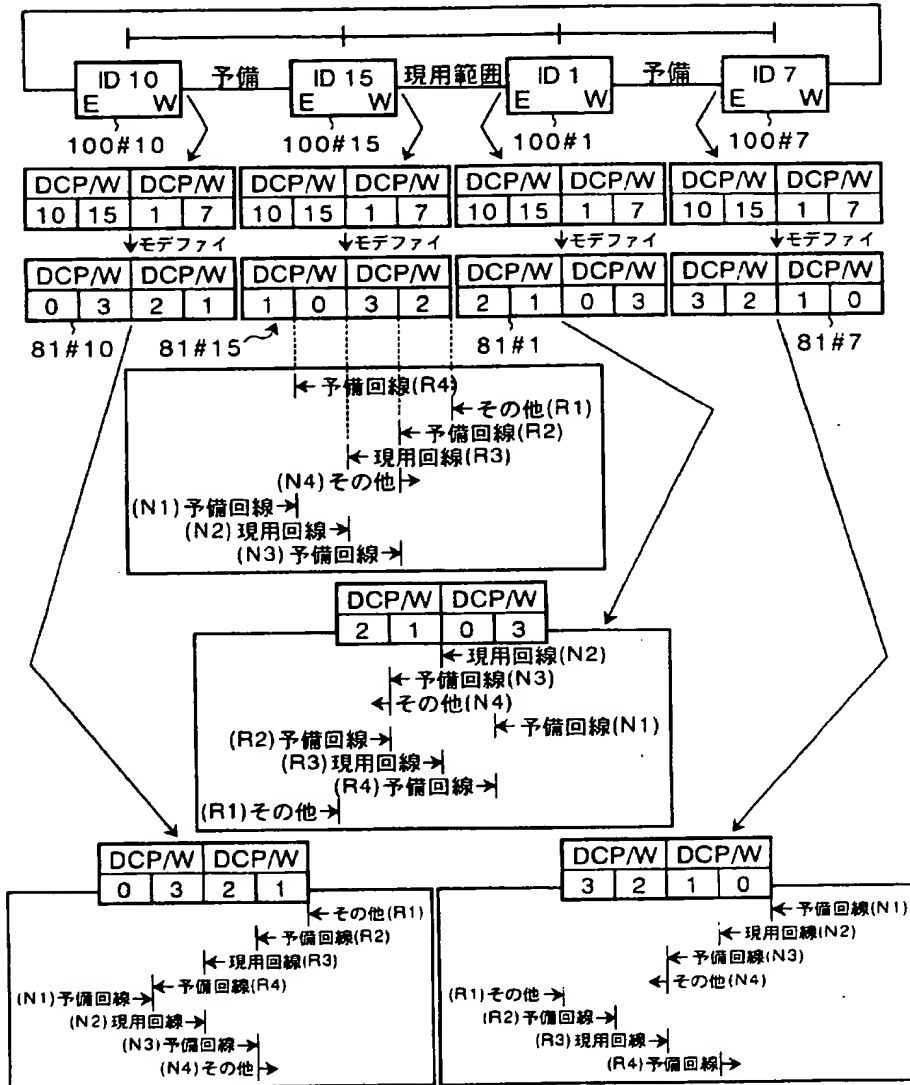 ID 10 予備 ID 15 現用範囲 ID 1 予備 ID 7
E W E W E W E W
100#10 100#15 100#1 100#7
DCP/W DCP/W DCP/W DCP/W DCP/W DCP/W DCP/W DCP/W
10 15 1 7 10 15 1 7 10 15 1 7 10 15 1 7
↓モデファイ ↓モデファイ ↓モデファイ ↓モデファイ
DCP/W DCP/W DCP/W DCP/W DCP/W DCP/W DCP/W DCP/W
0 3 2 1 1 0 3 2 2 1 0 3 3 2 1 0
81#10 81#15 81#1 81#7
←予備回線(R4)
←その他(R1)
←予備回線(R2)
←現用回線(R3)
(N4)その他→
(N1)予備回線→
(N2)現用回線→
(N3)予備回線→
DCP/W DCP/W
2 1 0 3
←現用回線(N2)
←予備回線(N3)
←その他(N4)
←予備回線(N1)
(R2)予備回線→
(R3)現用回線→
(R4)予備回線→
(R1)その他→
DCP/W DCP/W
0 3 2 1
←その他(R1)
←予備回線(R2)
←現用回線(R3)
←予備回線(R4)
(N1)予備回線→
(N2)現用回線→
(N3)予備回線→
(N4)その他→
DCP/W DCP/W
3 2 1 0
←予備回線(N1)
←現用回線(N2)
←予備回線(N3)
←その他(N4)
(R1)その他→
(R2)予備回線→
(R3)現用回線→
(R4)予備回線→